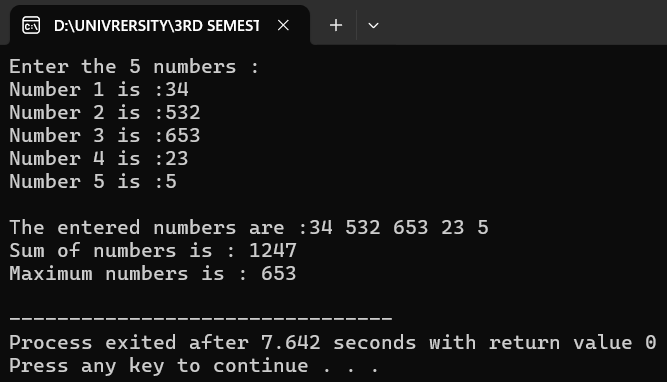 D:\UNIVRERSITY\3RD SEMEST
Enter the 5 numbers :
Number 1 is :34
Number 2 is :532
Number 3 is :653
Number 4 is :23
Number 5 is :5
The entered numbers are :34 532 653 23 5
Sum of numbers is : 1247
Maximum numbers is : 653
--------------------------------
Process exited after 7.642 seconds with return value 0
Press any key to continue . . .